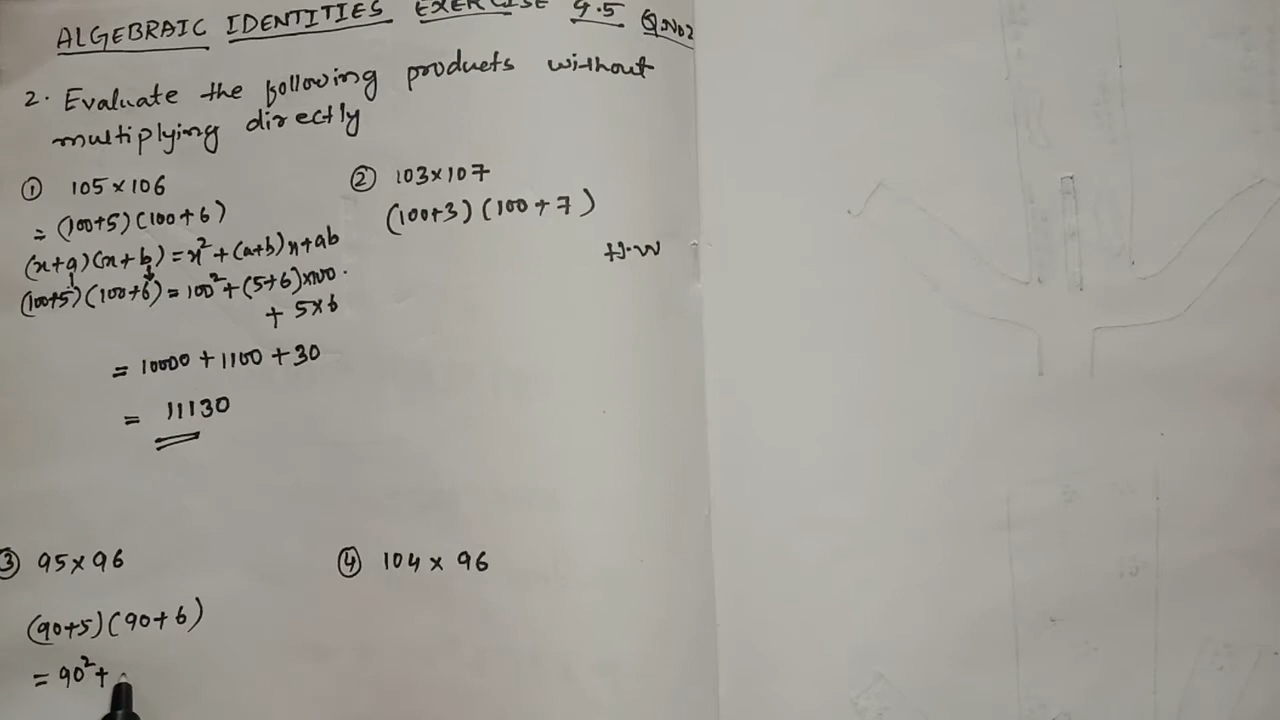 ALGEBRAIC IDENTITIES EXERCISE 9.5 Q.No2
2. Evaluate the following products without
multiplying directly
① 105 × 106
= (100+5) (100+6)
(x+a) (x+b) = x² + (a+b) x + ab
(100+5) (100+6) = 100² + (5+6)×100
+ 5×6
= 10000 + 1100 + 30
= 11130
② 103×107
(100+3) (100+7)
H.W
③ 95×96
(90+5) (90+6)
= 90² +
④ 104 × 96